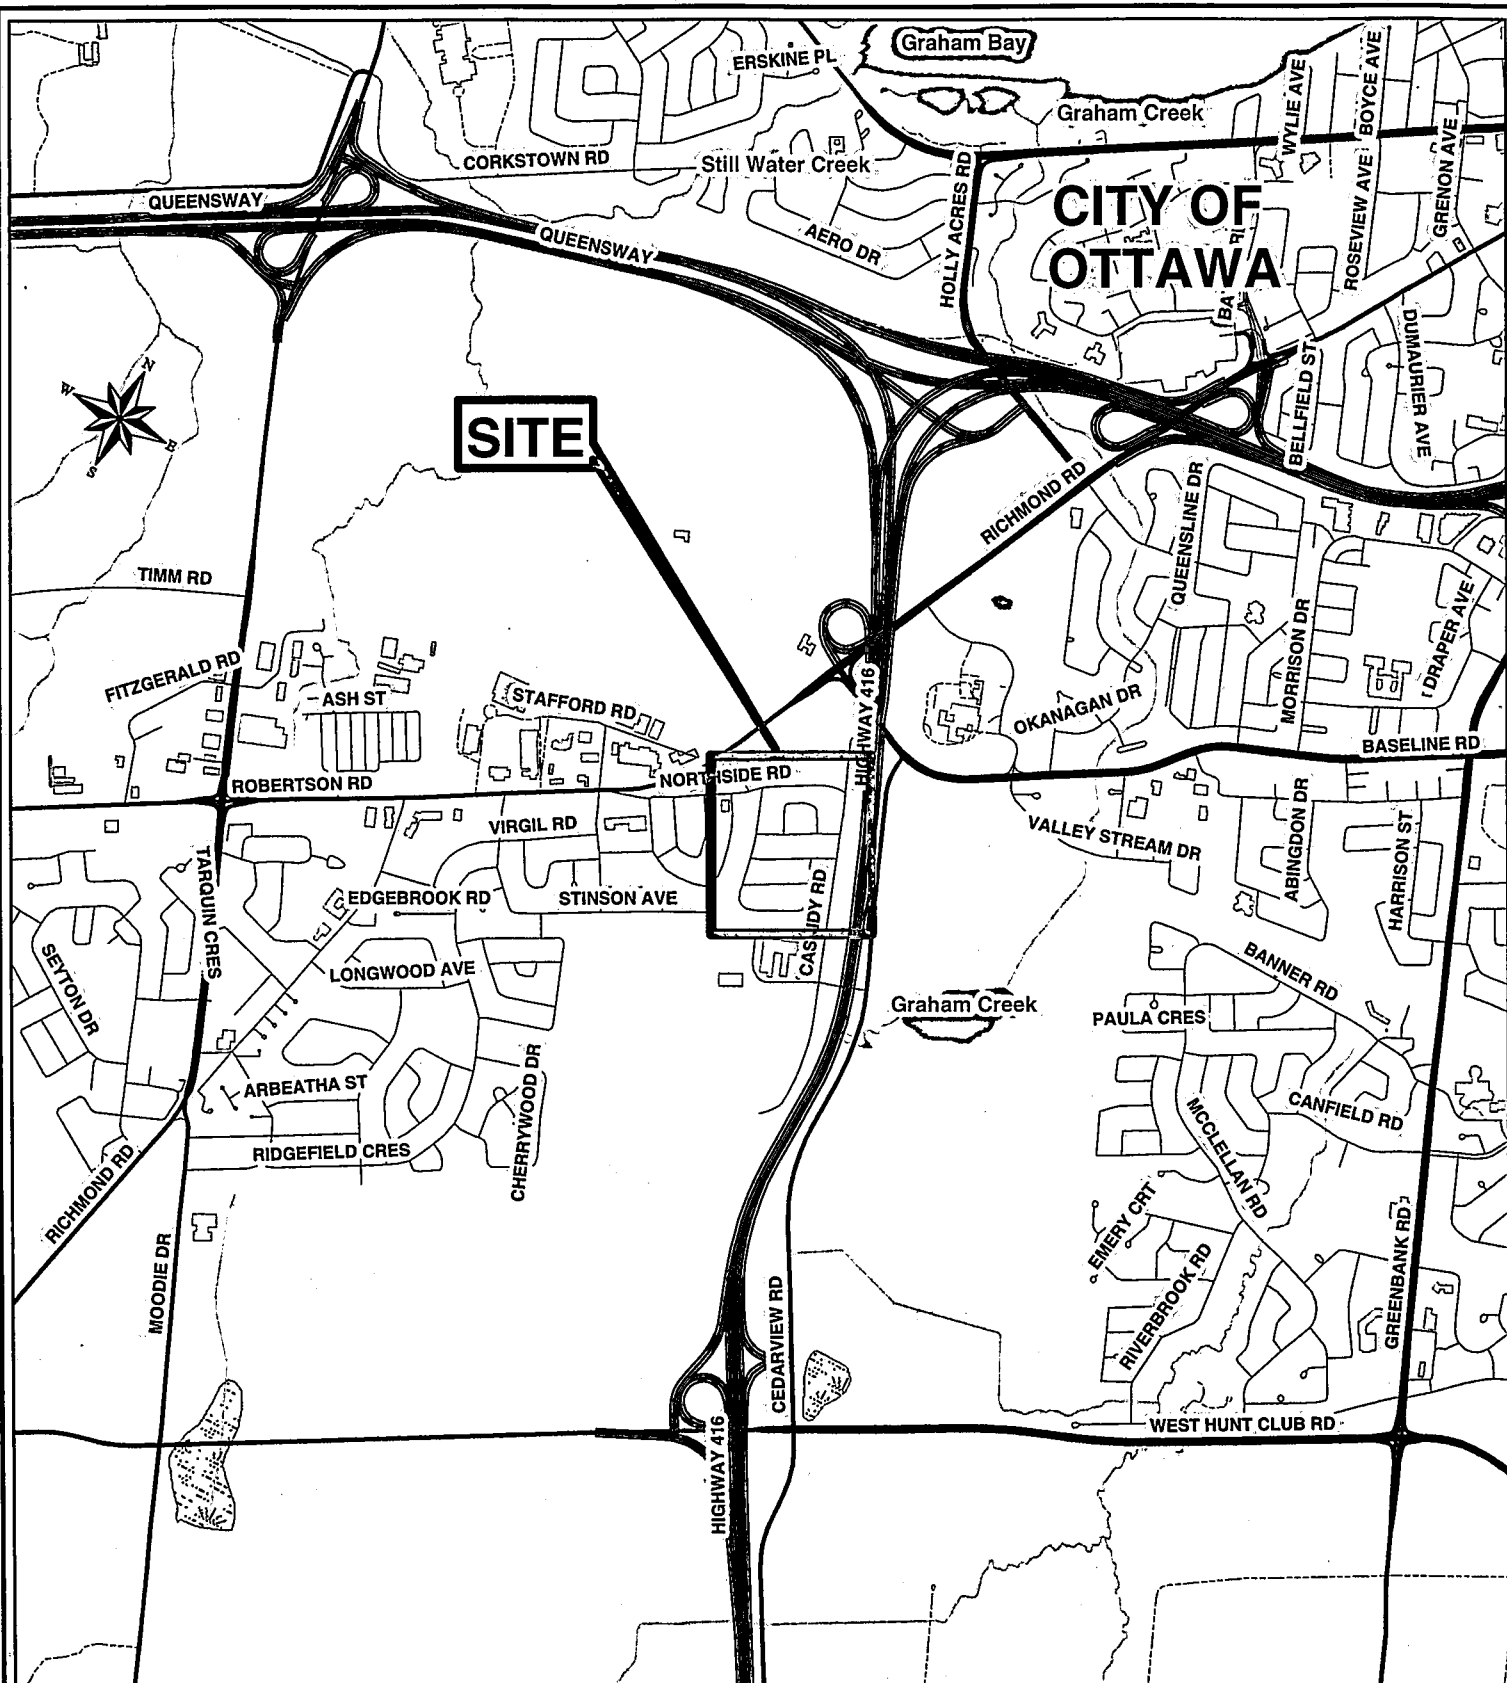 Graham Bay
ERSKINE PL
WYLIE AVE
BOYCE AVE
Graham Creek
CORKSTOWN RD
Still Water Creek
HOLLY ACRES RD
ROSEVIEW AVE
GRENON AVE
QUEENSWAY
CITY OF
OTTAWA
QUEENSWAY
AERO DR
BELLFIELD ST
DUMAURIER AVE
N
W
E
S
SITE
RICHMOND RD
QUEENSLINE DR
TIMM RD
MORRISON DR
DRAPER AVE
FITZGERALD RD
ASH ST
STAFFORD RD
HIGHWAY 416
OKANAGAN DR
BASELINE RD
ROBERTSON RD
NORTHSIDE RD
VIRGIL RD
VALLEY STREAM DR
ABINGDON DR
HARRISON ST
TARQUIN CRES
EDGEBROOK RD
STINSON AVE
CASSIDY RD
SEYTON DR
LONGWOOD AVE
BANNER RD
Graham Creek
PAULA CRES
ARBEATHA ST
CHERRYWOOD DR
CANFIELD RD
MCCLELLAN RD
RIDGEFIELD CRES
RICHMOND RD
EMERY CRT
MOODIE DR
RIVERBROOK RD
GREENBANK RD
CEDARVIEW RD
WEST HUNT CLUB RD
HIGHWAY 416